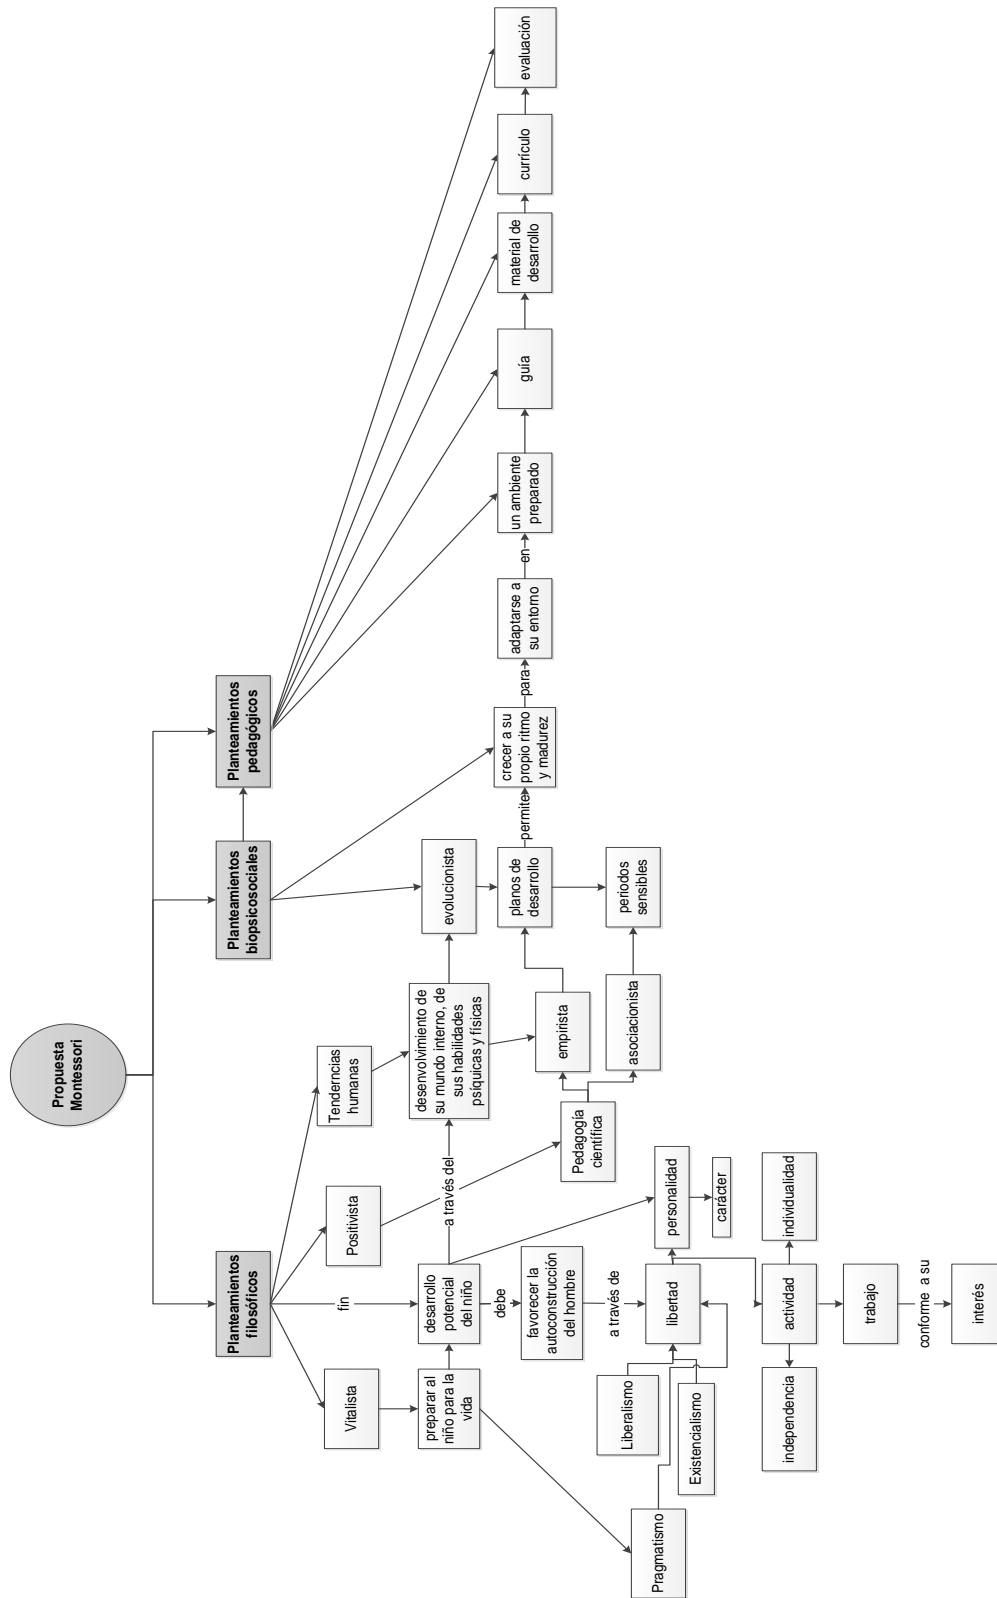 Propuesta
Montessori
Planteamientos
filosóficos
Planteamientos
biopsicosociales
Planteamientos
pedagógicos
Vitalista
fin
Positivista
Tendencias
humanas
preparar al
niño para la
vida
desarrollo
potencial
del niño
a través del
desenvolvimiento de
su mundo interno, de
sus habilidades
psíquicas y físicas
evolucionista
debe
favorecer la
autoconstrucción
del hombre
Pedagogía
científica
empirista
planos de
desarrollo
permite
crecer a su
propio ritmo
y madurez
para
adaptarse a
su entorno
en
un ambiente
preparado
guía
material de
desarrollo
currículo
evaluación
a través de
Liberalismo
Pragmatismo
Existencialismo
libertad
personalidad
carácter
asociacionista
periodos
sensibles
independencia
actividad
individualidad
trabajo
conforme a su
interés